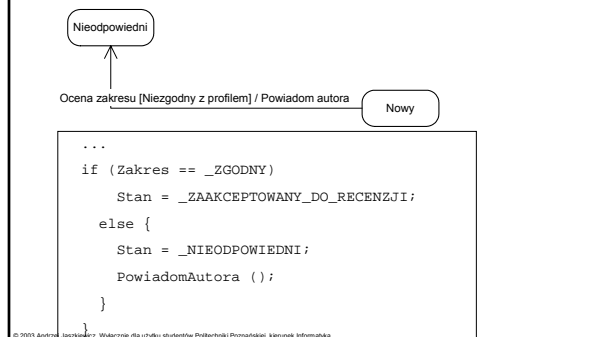 Nieodpowiedni
Ocena zakresu [Niezgodny z profilem] / Powiadom autora
Nowy
...
if (Zakres == _ZGODNY)
Stan = _ZAAKCEPTOWANY_DO_RECENZJI;
else {
Stan = _NIEODPOWIEDNI;
PowiadomAutora ();
}
}
© 2003 Andrzej Jaszkiewicz. Wyłącznie dla użytku studentów Politechniki Poznańskiej, kierunek Informatyka